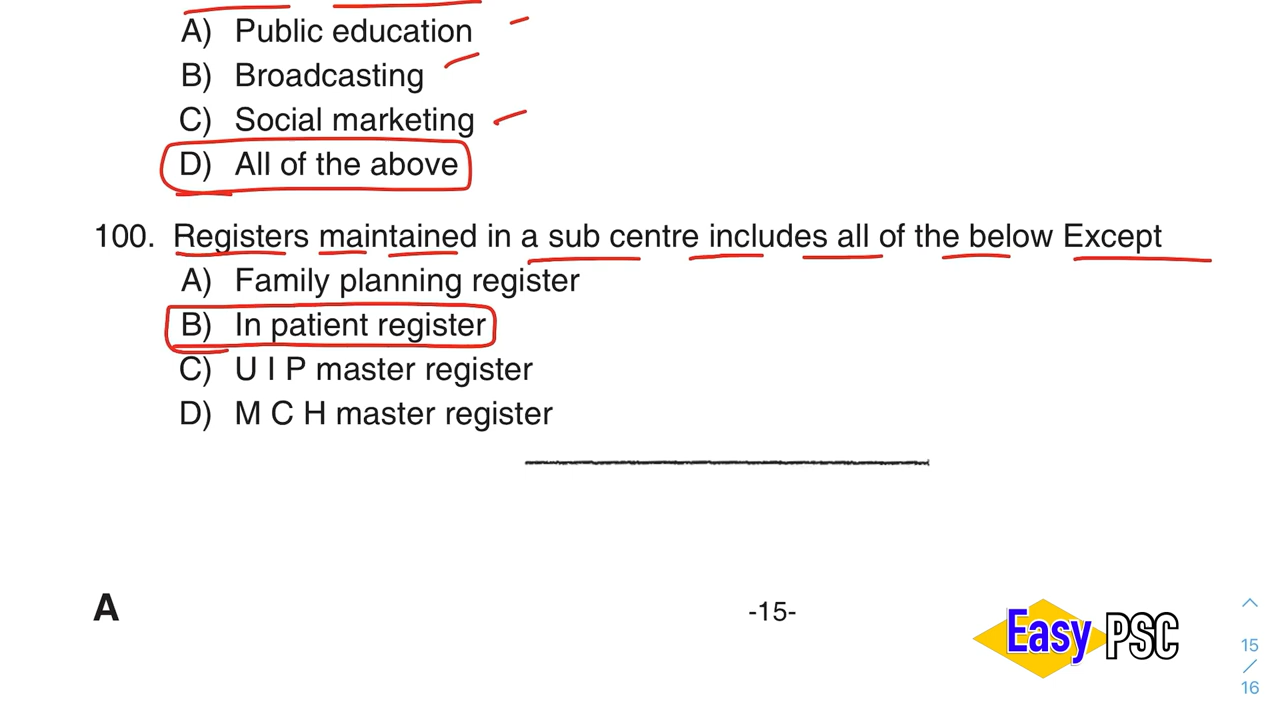 A) Public education
B) Broadcasting
C) Social marketing
D) All of the above
100. Registers maintained in a sub centre includes all of the below Except
A) Family planning register
B) In patient register
C) U I P master register
D) M C H master register
A
-15-
Easy PSC
15
/
16